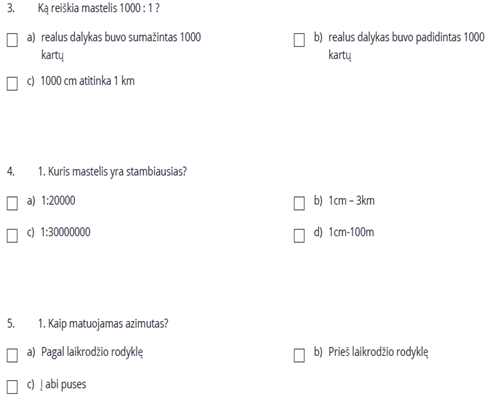 3. Ką reiškia mastelis 1000 : 1 ?
a) realus dalykas buvo sumažintas 1000
kartų
b) realus dalykas buvo padidintas 1000
kartų
c) 1000 cm atitinka 1 km
4. 1. Kuris mastelis yra stambiausias?
a) 1:20000
b) 1cm – 3km
c) 1:30000000
d) 1cm-100m
5. 1. Kaip matuojamas azimutas?
a) Pagal laikrodžio rodyklę
b) Prieš laikrodžio rodyklę
c) Į abi puses